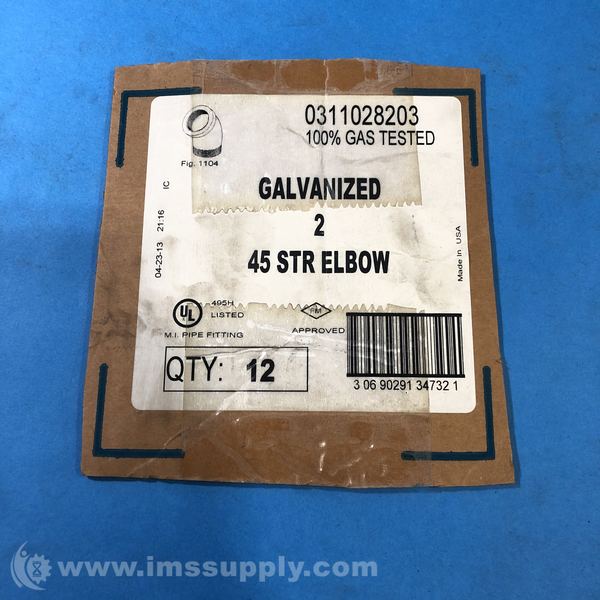 0311028203
100% GAS TESTED
Fig. 1104
GALVANIZED
2
45 STR ELBOW
04-23-13 21:16 IC
Made In USA
UL
495H
LISTED
M.I. PIPE FITTING
FM
APPROVED
QTY: 12
3 06 90291 34732 1
www.imssupply.com